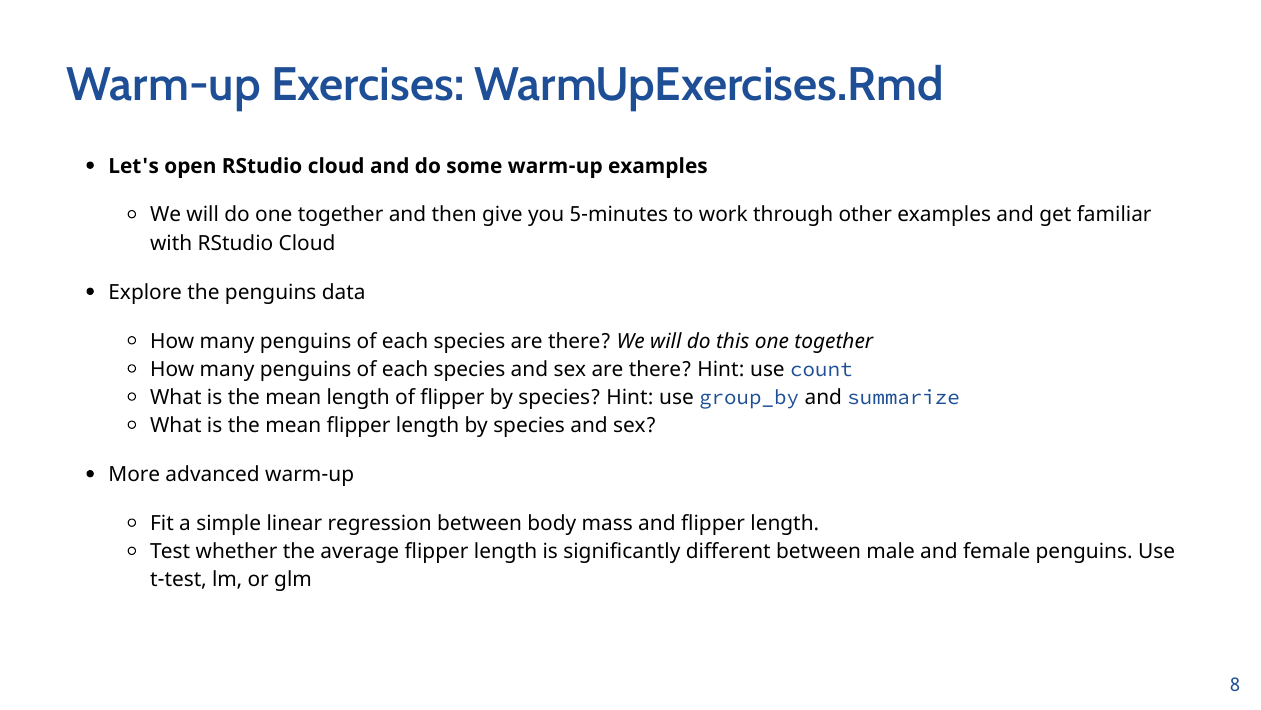 Warm-up Exercises: WarmUpExercises.Rmd
Let's open RStudio cloud and do some warm-up examples
We will do one together and then give you 5-minutes to work through other examples and get familiar
with RStudio Cloud
Explore the penguins data
How many penguins of each species are there? We will do this one together
How many penguins of each species and sex are there? Hint: use count
What is the mean length of flipper by species? Hint: use group_by and summarize
What is the mean flipper length by species and sex?
More advanced warm-up
Fit a simple linear regression between body mass and flipper length.
Test whether the average flipper length is significantly different between male and female penguins. Use
t-test, lm, or glm
8